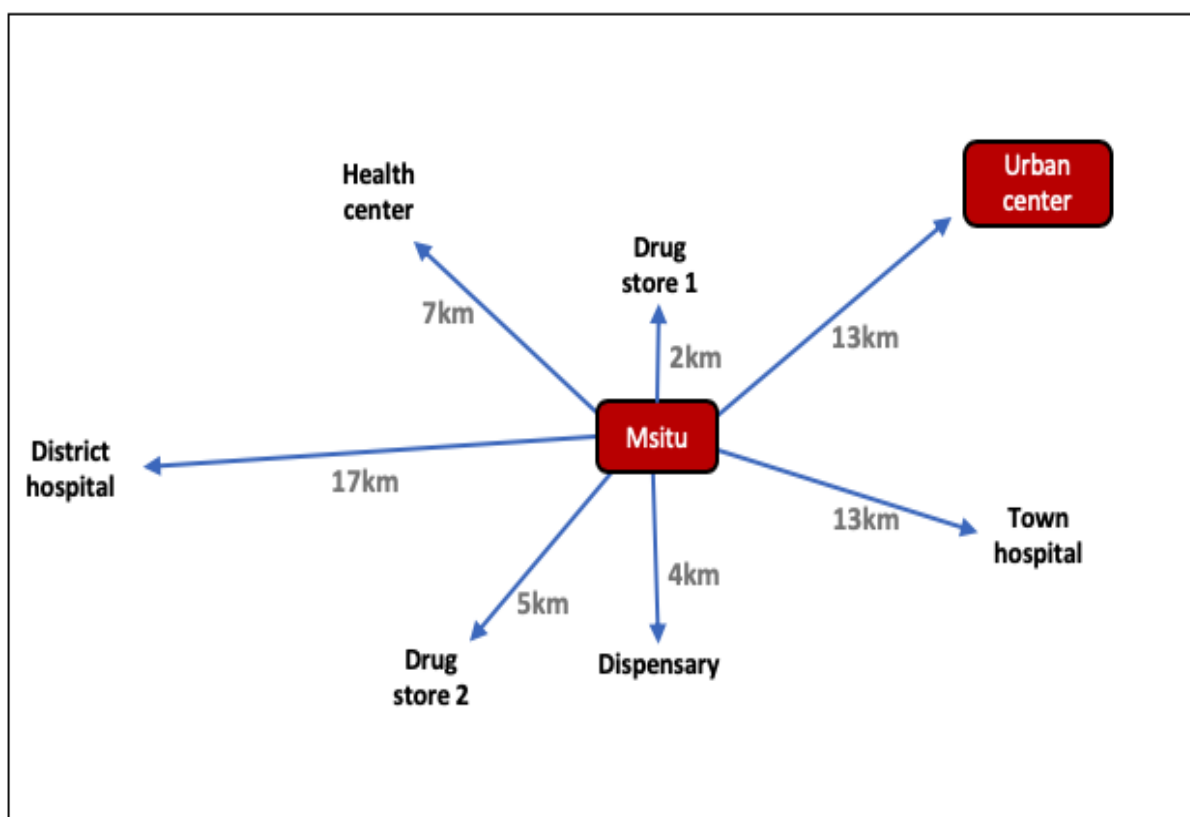 Urban
center
Health
center
Drug
store 1
7km
13km
2km
Msitu
District
hospital
17km
13km
Town
hospital
4km
5km
Drug
store 2
Dispensary